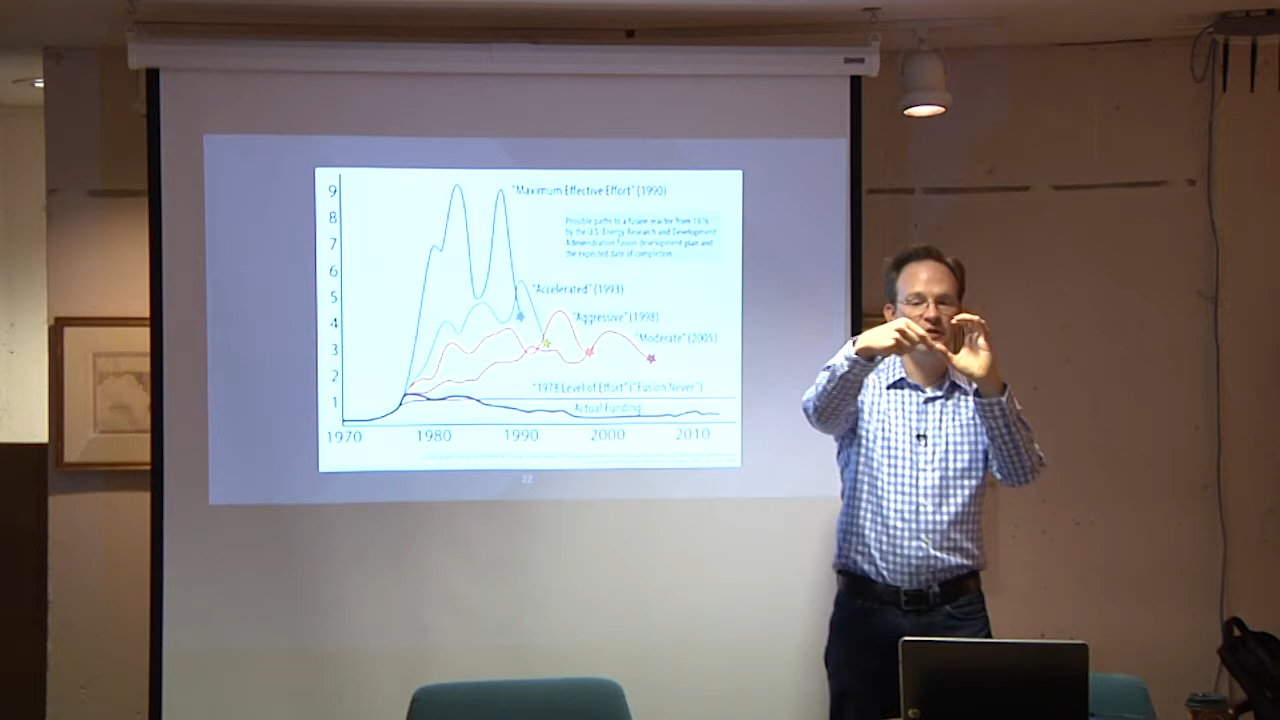 9
"Maximum Effective Effort" (1990)
8
Possible paths to a fusion reactor from 1976
by the U.S. Energy Research and Development
Administration fusion development plan and
the expected date of completion.
7
6
5
"Accelerated" (1993)
4
"Aggressive" (1998)
3
"Moderate" (2005)
2
"1978 Level of Effort" ("Fusion Never")
1
Actual Funding
1970 1980 1990 2000 2010
22